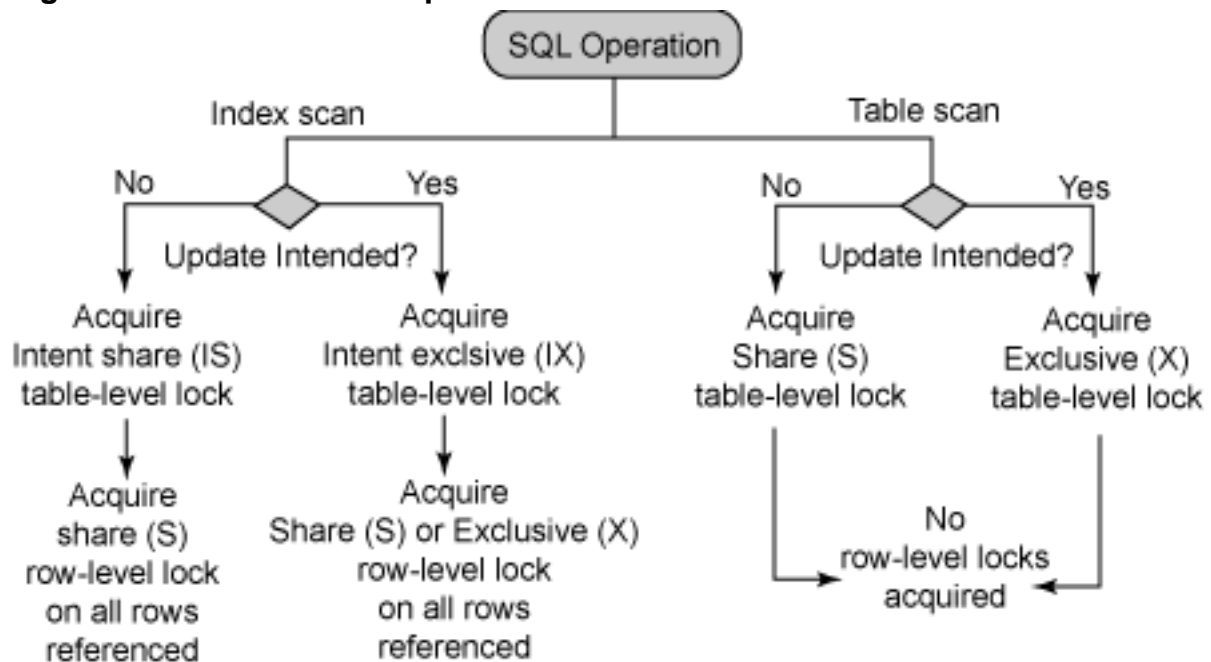 SQL Operation
Index scan
Table scan
No
Yes
No
Yes
Update Intended?
Update Intended?
Acquire
Intent share (IS)
table-level lock
Acquire
Intent exclsive (IX)
table-level lock
Acquire
Share (S)
table-level lock
Acquire
Exclusive (X)
table-level lock
Acquire
share (S)
row-level lock
on all rows
referenced
Acquire
Share (S) or Exclusive (X)
row-level lock
on all rows
referenced
No
row-level locks
acquired